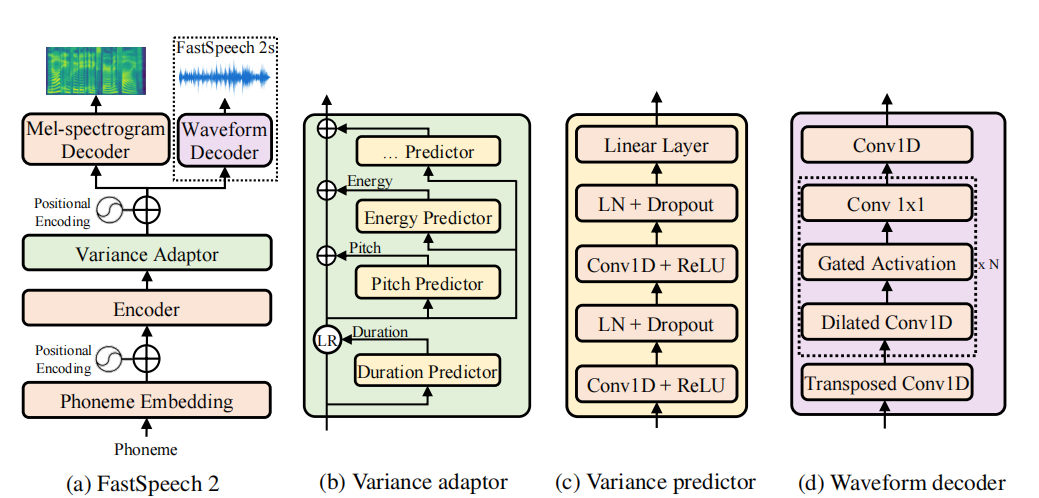 FastSpeech 2s
Mel-spectrogram
Decoder
Waveform
Decoder
Positional
Encoding
Variance Adaptor
Encoder
Positional
Encoding
Phoneme Embedding
Phoneme
(a) FastSpeech 2
... Predictor
Energy
Energy Predictor
Pitch
Pitch Predictor
LR
Duration
Duration Predictor
(b) Variance adaptor
Linear Layer
LN + Dropout
Conv1D + ReLU
LN + Dropout
Conv1D + ReLU
(c) Variance predictor
Conv1D
Conv 1x1
Gated Activation
x N
Dilated Conv1D
Transposed Conv1D
(d) Waveform decoder